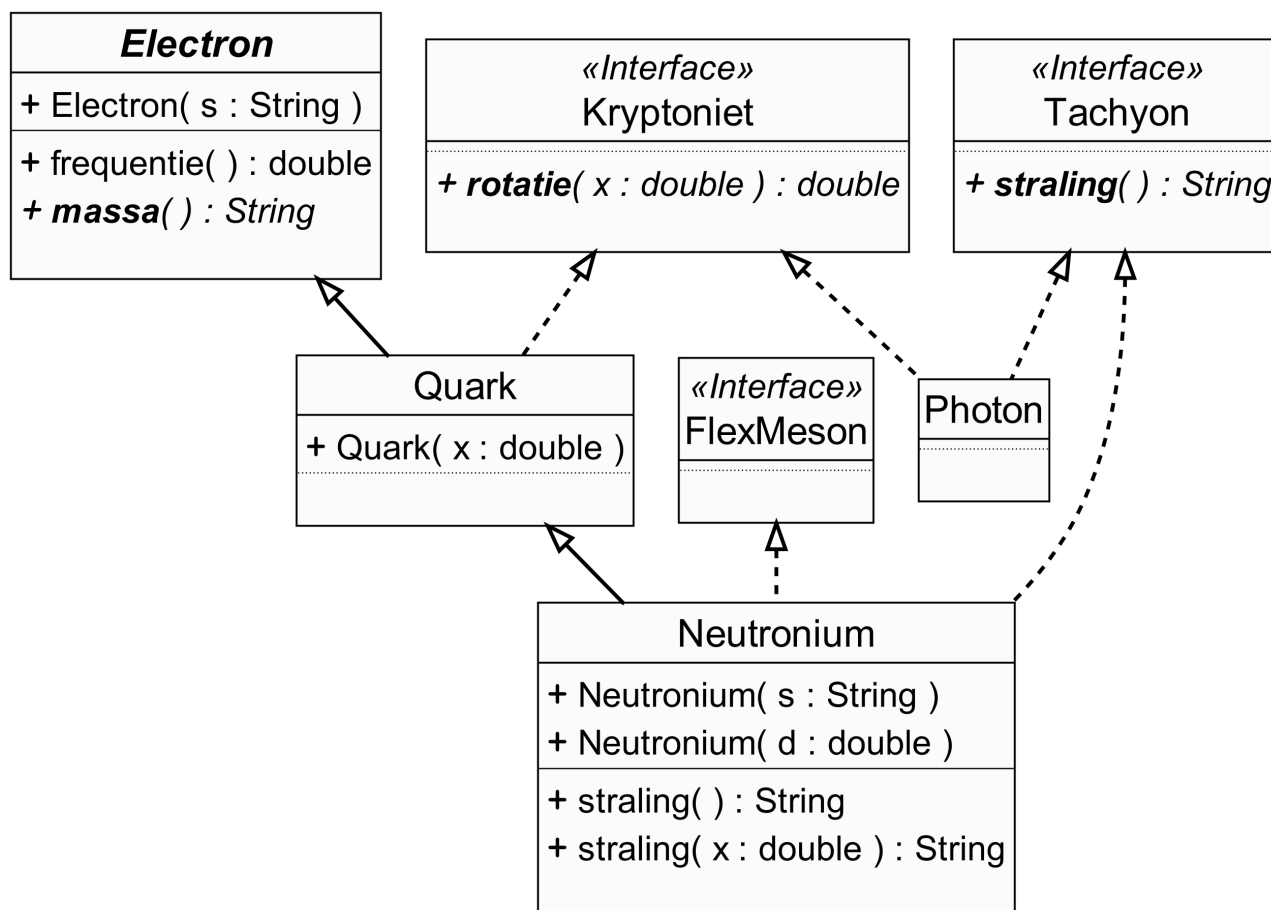 Electron
+ Electron( s : String )
+ frequentie( ) : double
+ massa( ) : String
«Interface»
Kryptoniet
+ rotatie( x : double ) : double
«Interface»
Tachyon
+ straling( ) : String
Quark
+ Quark( x : double )
«Interface»
FlexMeson
Photon
Neutronium
+ Neutronium( s : String )
+ Neutronium( d : double )
+ straling( ) : String
+ straling( x : double ) : String